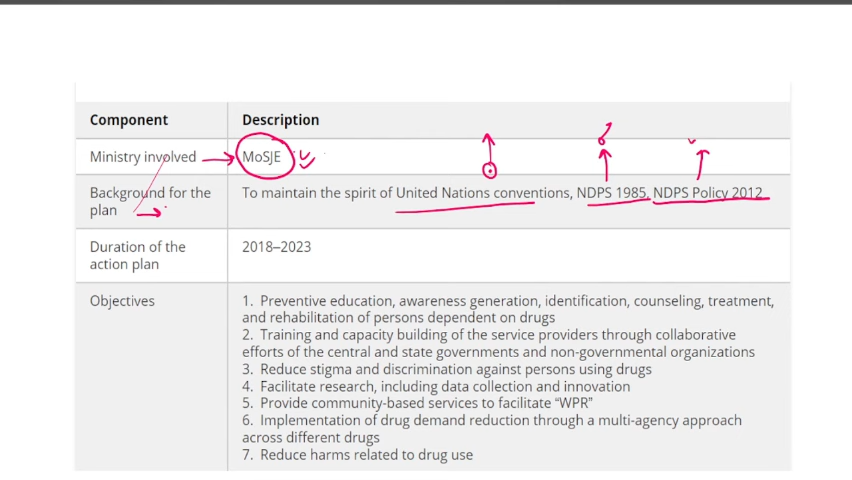 Component Description
Ministry involved MoSJE
Background for the To maintain the spirit of United Nations conventions, NDPS 1985, NDPS Policy 2012
plan
Duration of the 2018–2023
action plan
Objectives 1. Preventive education, awareness generation, identification, counseling, treatment,
and rehabilitation of persons dependent on drugs
2. Training and capacity building of the service providers through collaborative
efforts of the central and state governments and non-governmental organizations
3. Reduce stigma and discrimination against persons using drugs
4. Facilitate research, including data collection and innovation
5. Provide community-based services to facilitate “WPR”
6. Implementation of drug demand reduction through a multi-agency approach
across different drugs
7. Reduce harms related to drug use